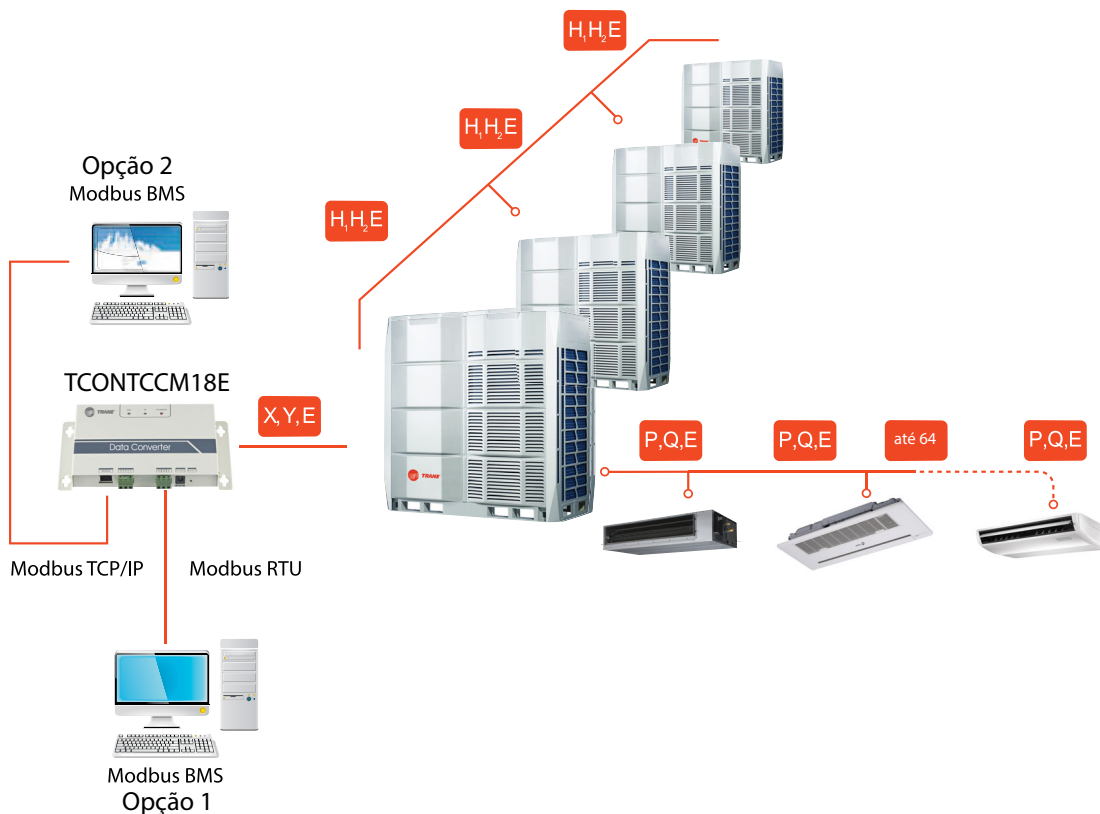 H₁H₂E
H₁H₂E
Opção 2
Modbus BMS
H₁H₂E
TCONTCCM18E
TRANE
Data Converter
X,Y,E
P,Q,E
P,Q,E
até 64
P,Q,E
TRANE
Modbus TCP/IP
Modbus RTU
Modbus BMS
Opção 1